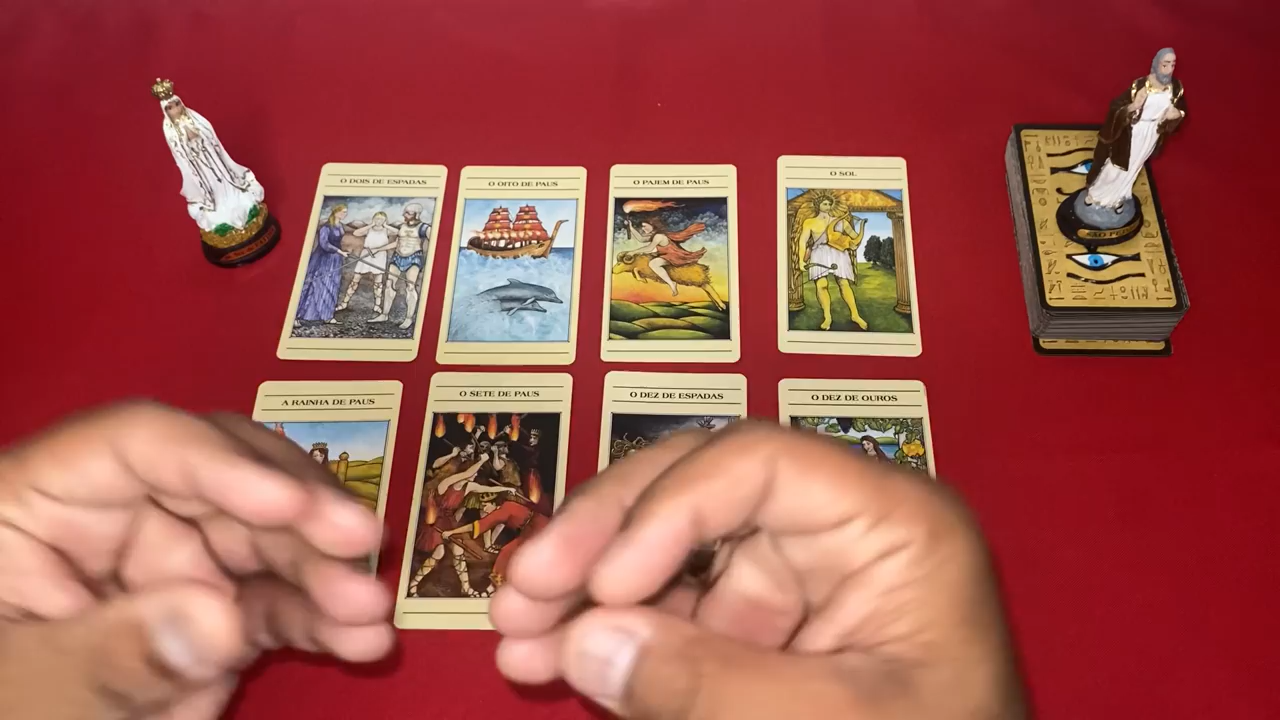 O DOIS DE ESPADAS
O OITO DE PAUS
O PAJEM DE PAUS
O SOL
A RAINHA DE PAUS
O SETE DE PAUS
O DEZ DE ESPADAS
O DEZ DE OUROS